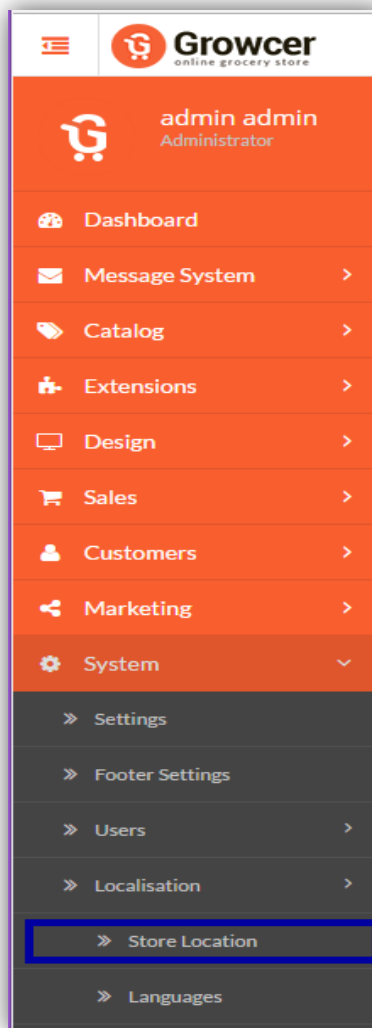 Growcer
online grocery store
admin admin
Administrator
Dashboard
Message System
Catalog
Extensions
Design
Sales
Customers
Marketing
System
Settings
Footer Settings
Users
Localisation
Store Location
Languages